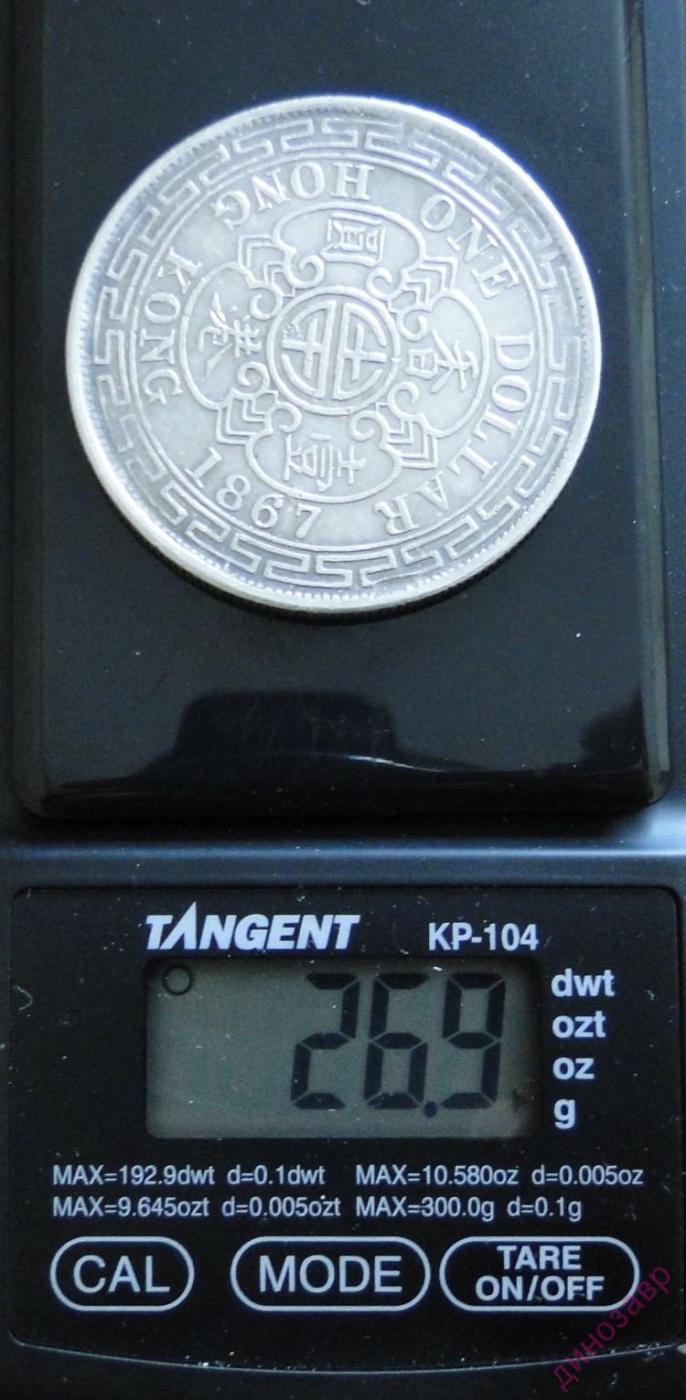 HONG KONG
ONE DOLLAR
1867
香
港
壹
圓
TANGENT KP-104
26.9
dwt
ozt
oz
g
MAX=192.9dwt d=0.1dwt MAX=10.580oz d=0.005oz
MAX=9.645ozt d=0.005ozt MAX=300.0g d=0.1g
CAL
MODE
TARE
ON/OFF
динозавр